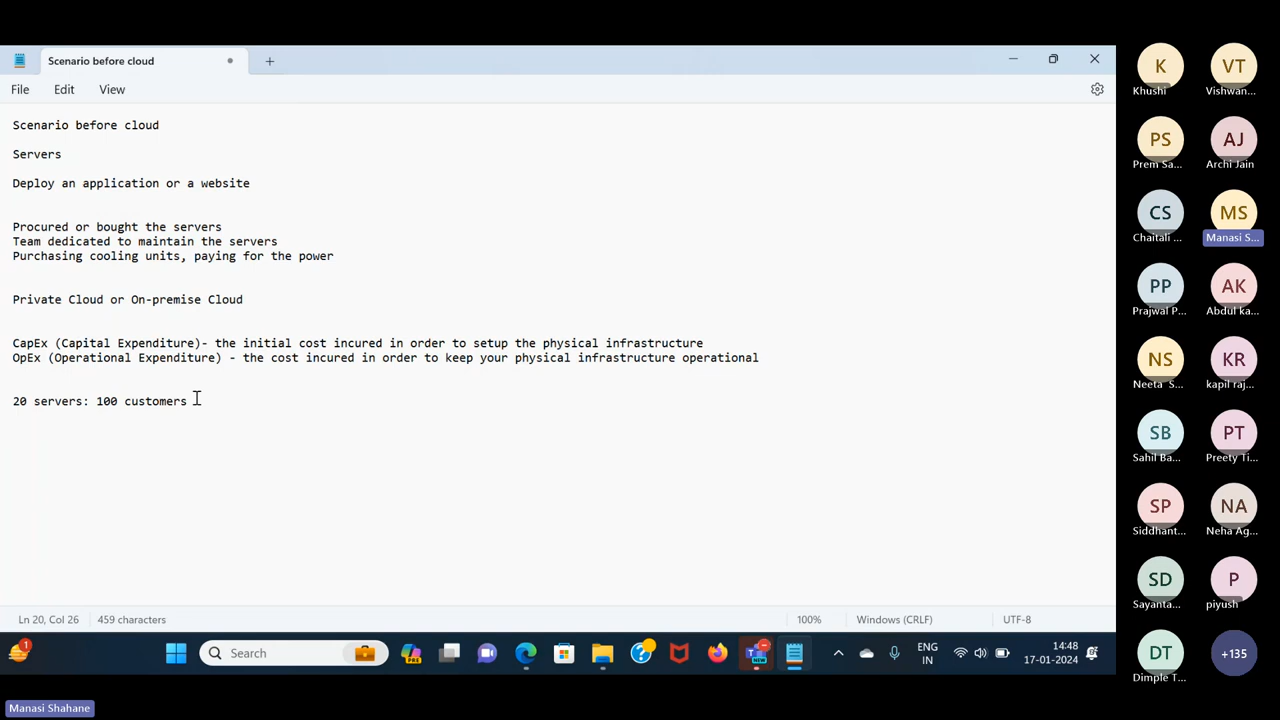 Scenario before cloud
File Edit View
Scenario before cloud
Servers
Deploy an application or a website
Procured or bought the servers
Team dedicated to maintain the servers
Purchasing cooling units, paying for the power
Private Cloud or On-premise Cloud
CapEx (Capital Expenditure)- the initial cost incured in order to setup the physical infrastructure
OpEx (Operational Expenditure) - the cost incured in order to keep your physical infrastructure operational
20 servers: 100 customers
Ln 20, Col 26 459 characters 100% Windows (CRLF) UTF-8
1 Search PRE NEW ENG IN 14:48 17-01-2024
Manasi Shahane
K VT
Khushi Vishwan...
PS AJ
Prem Sa... Archi Jain
CS MS
Chaitali ... Manasi S...
PP AK
Prajwal P... Abdul ka...
NS KR
Neeta S... kapil raj...
SB PT
Sahil Ba... Preety Ti...
SP NA
Siddhant... Neha Ag...
SD P
Sayanta... piyush
DT +135
Dimple T...